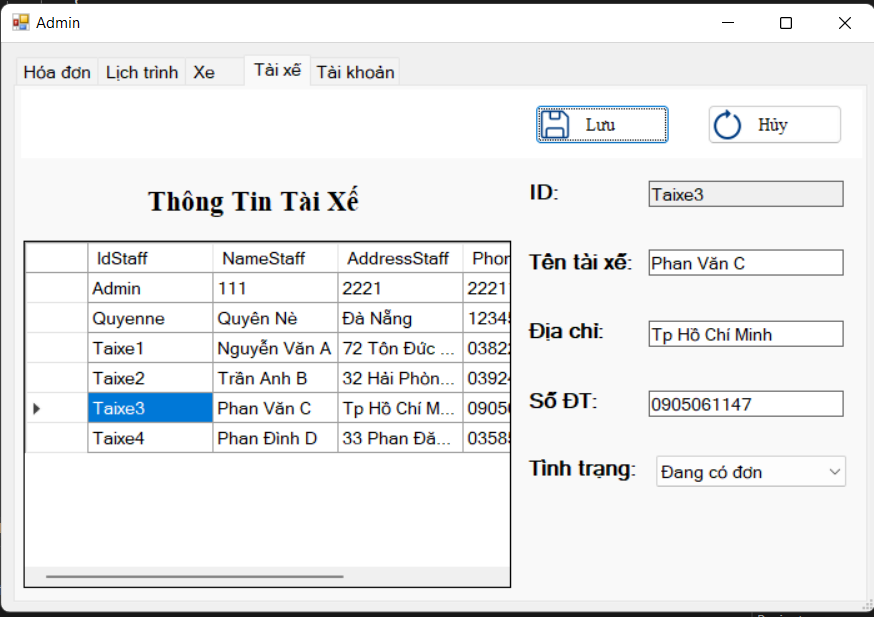 Admin
Hóa đơn Lịch trình Xe Tài xế Tài khoản
Lưu Hủy
Thông Tin Tài Xế
IdStaff NameStaff AddressStaff Phon
Admin 111 2221 2221
Quyenne Quyên Nè Đà Nẵng 12345
Taixe1 Nguyễn Văn A 72 Tôn Đức ... 03822
Taixe2 Trần Anh B 32 Hải Phòn... 03924
Taixe3 Phan Văn C Tp Hồ Chí M... 09050
Taixe4 Phan Đình D 33 Phan Đă... 03585
ID: Taixe3
Tên tài xế: Phan Văn C
Địa chỉ: Tp Hồ Chí Minh
Số ĐT: 0905061147
Tình trạng: Đang có đơn